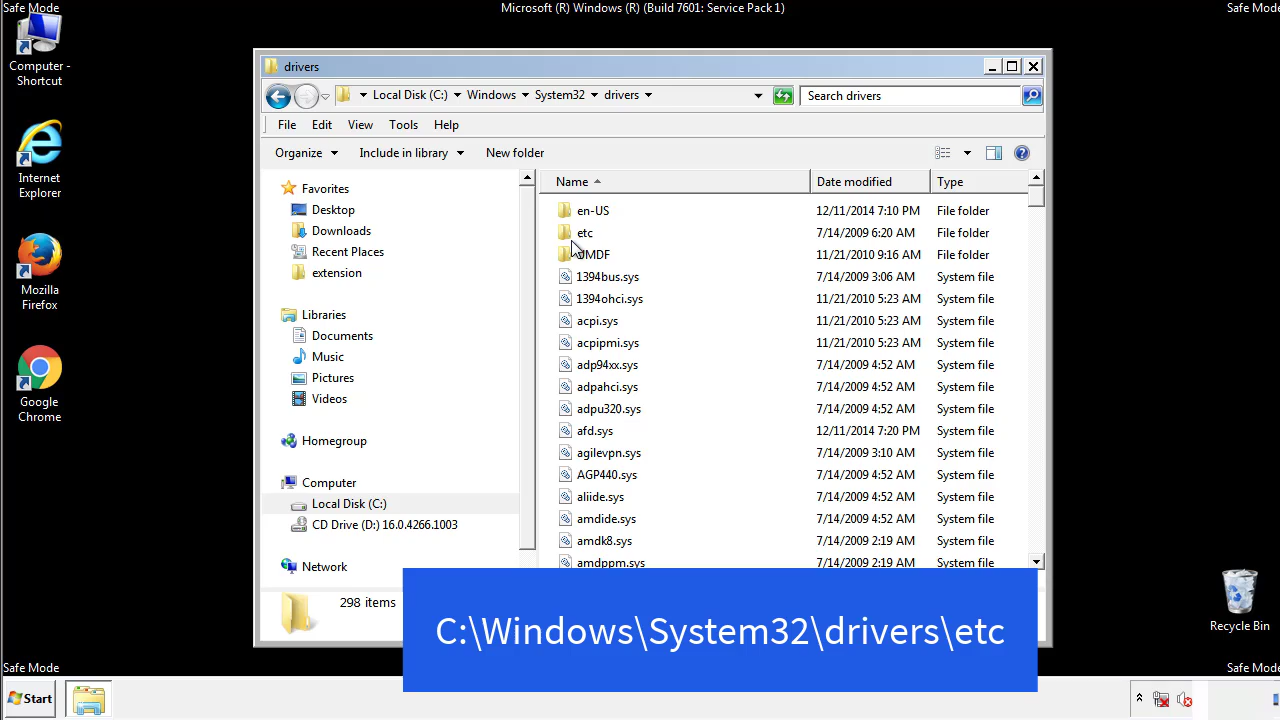 Safe Mode
Microsoft (R) Windows (R) (Build 7601: Service Pack 1)
Safe Mode
Computer -
Shortcut
Internet
Explorer
Mozilla
Firefox
Google
Chrome
drivers
Local Disk (C:) Windows System32 drivers
Search drivers
File Edit View Tools Help
Organize Include in library New folder
Favorites
Desktop
Downloads
Recent Places
extension
Libraries
Documents
Music
Pictures
Videos
Homegroup
Computer
Local Disk (C:)
CD Drive (D:) 16.0.4266.1003
Network
Name Date modified Type
en-US 12/11/2014 7:10 PM File folder
etc 7/14/2009 6:20 AM File folder
UMDF 11/21/2010 9:16 AM File folder
1394bus.sys 7/14/2009 3:06 AM System file
1394ohci.sys 11/21/2010 5:23 AM System file
acpi.sys 11/21/2010 5:23 AM System file
acpipmi.sys 11/21/2010 5:23 AM System file
adp94xx.sys 7/14/2009 4:52 AM System file
adpahci.sys 7/14/2009 4:52 AM System file
adpu320.sys 7/14/2009 4:52 AM System file
afd.sys 12/11/2014 7:20 PM System file
agilevpn.sys 7/14/2009 3:10 AM System file
AGP440.sys 7/14/2009 4:52 AM System file
aliide.sys 7/14/2009 4:52 AM System file
amdide.sys 7/14/2009 4:52 AM System file
amdk8.sys 7/14/2009 2:19 AM System file
amdppm.sys 7/14/2009 2:19 AM System file
298 items
C:\Windows\System32\drivers\etc
Recycle Bin
Safe Mode
Safe Mode
Start